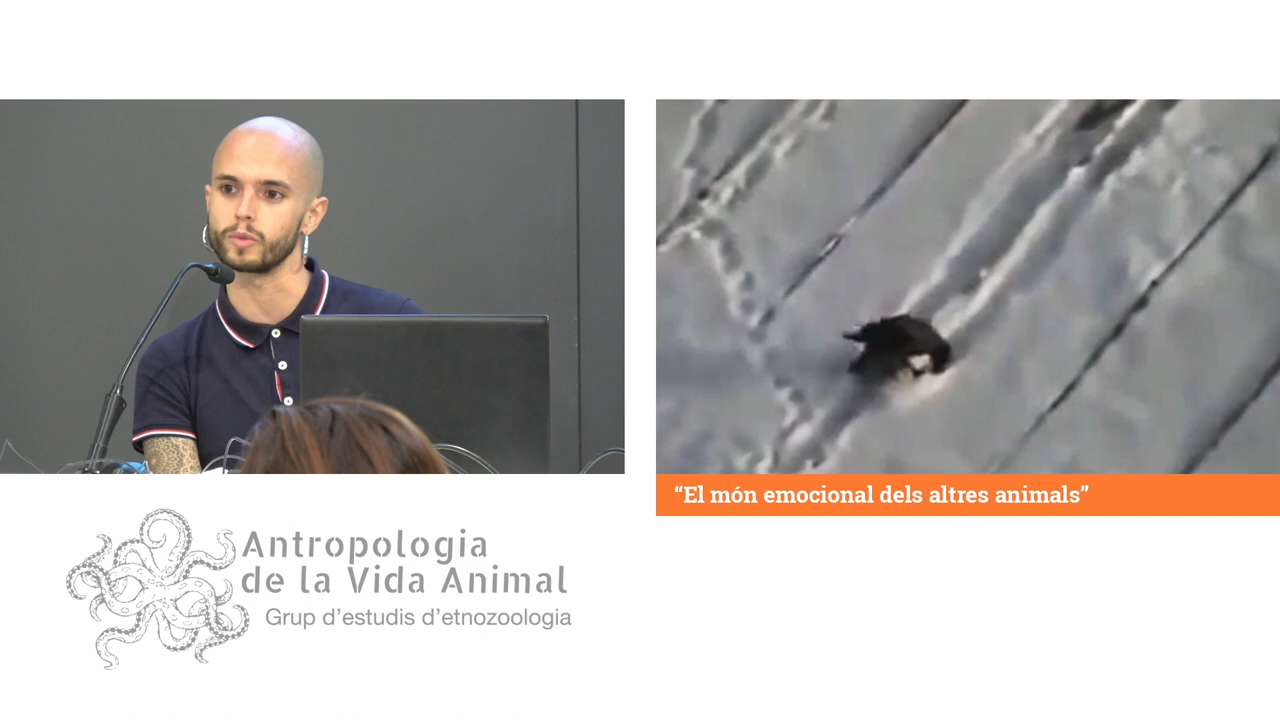 “El món emocional dels altres animals”
Antropologia
de la Vida Animal
Grup d’estudis d’etnozoologia